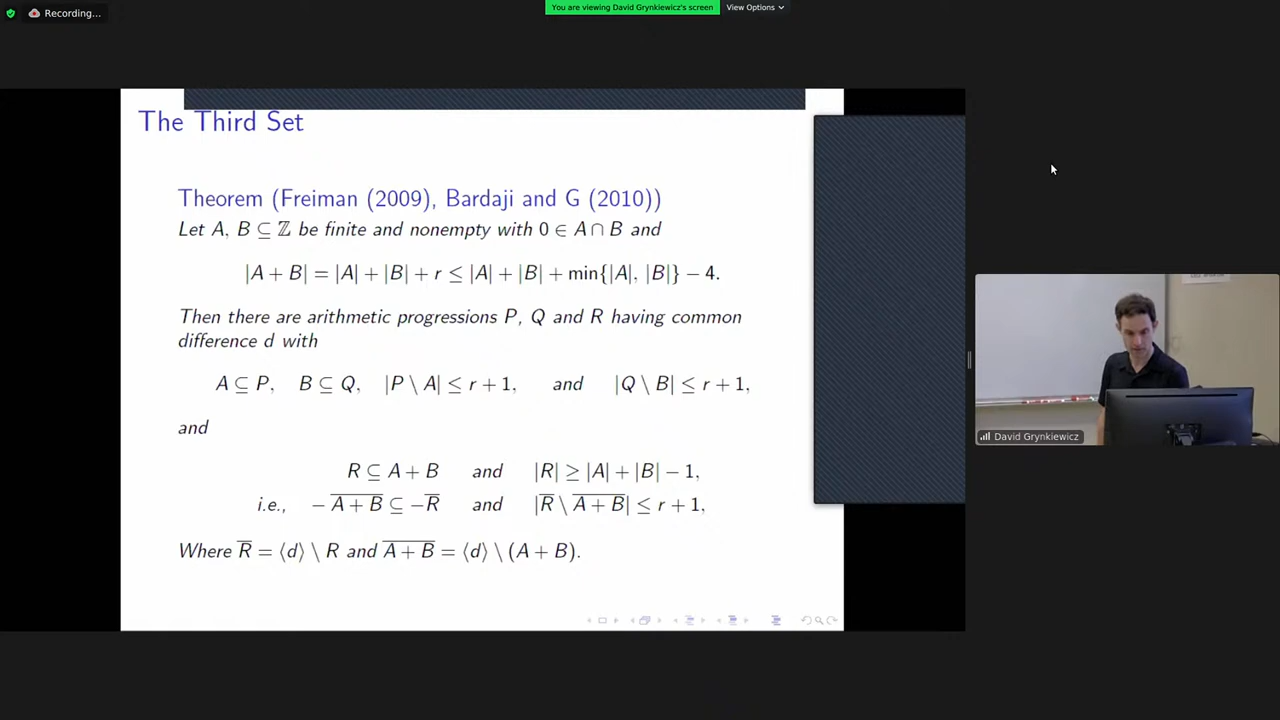 Recording...
You are viewing David Grynkiewicz's screen
View Options
The Third Set
Theorem (Freiman (2009), Bardaji and G (2010))
Let A, B ⊆ ℤ be finite and nonempty with 0 ∈ A ∩ B and
|A + B| = |A| + |B| + r ≤ |A| + |B| + min{|A|, |B|} − 4.
Then there are arithmetic progressions P, Q and R having common
difference d with
A ⊆ P, B ⊆ Q, |P \ A| ≤ r + 1, and |Q \ B| ≤ r + 1,
and
R ⊆ A + B and |R| ≥ |A| + |B| − 1,
i.e., − \overline{A + B} ⊆ −\overline{R} and |\overline{R} \ \overline{A + B}| ≤ r + 1,
Where \overline{R} = ⟨d⟩ \ R and \overline{A + B} = ⟨d⟩ \ (A + B).
David Grynkiewicz